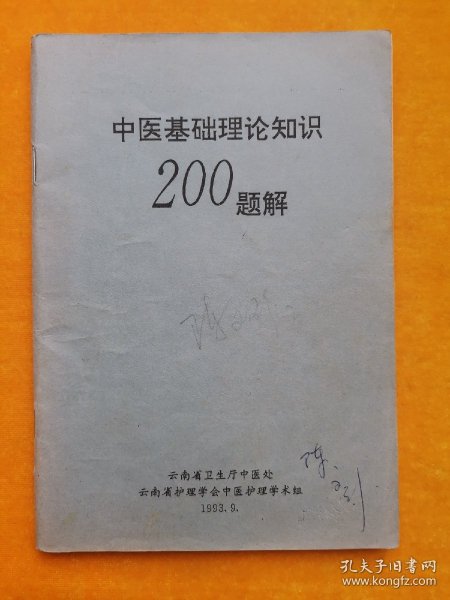 中医基础理论知识
200题解
云南省卫生厅中医处
云南省护理学会中医护理学术组
1993.9.
孔夫子旧书网
www.kongfz.com